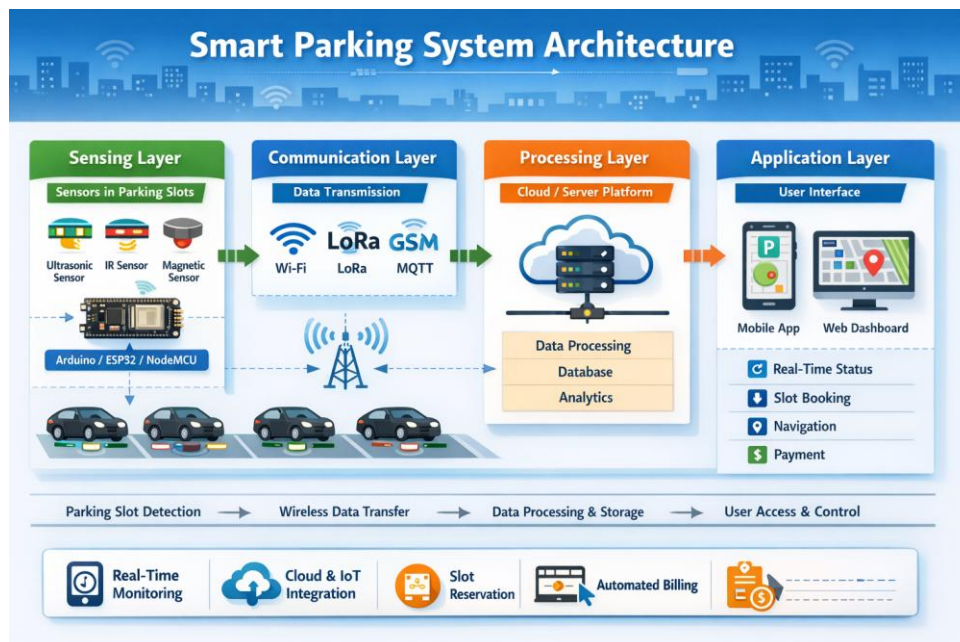 Smart Parking System Architecture
Sensing Layer
Sensors in Parking Slots
Ultrasonic
Sensor
IR Sensor
Magnetic
Sensor
Arduino / ESP32 / NodeMCU
Communication Layer
Data Transmission
LoRa
GSM
Wi-Fi
LoRa
MQTT
Processing Layer
Cloud / Server Platform
Data Processing
Database
Analytics
Application Layer
User Interface
P
Mobile App
Web Dashboard
Real-Time Status
Slot Booking
Navigation
$ Payment
Parking Slot Detection
Wireless Data Transfer
Data Processing & Storage
User Access & Control
Real-Time
Monitoring
Cloud & IoT
Integration
Slot
Reservation
Automated Billing
$